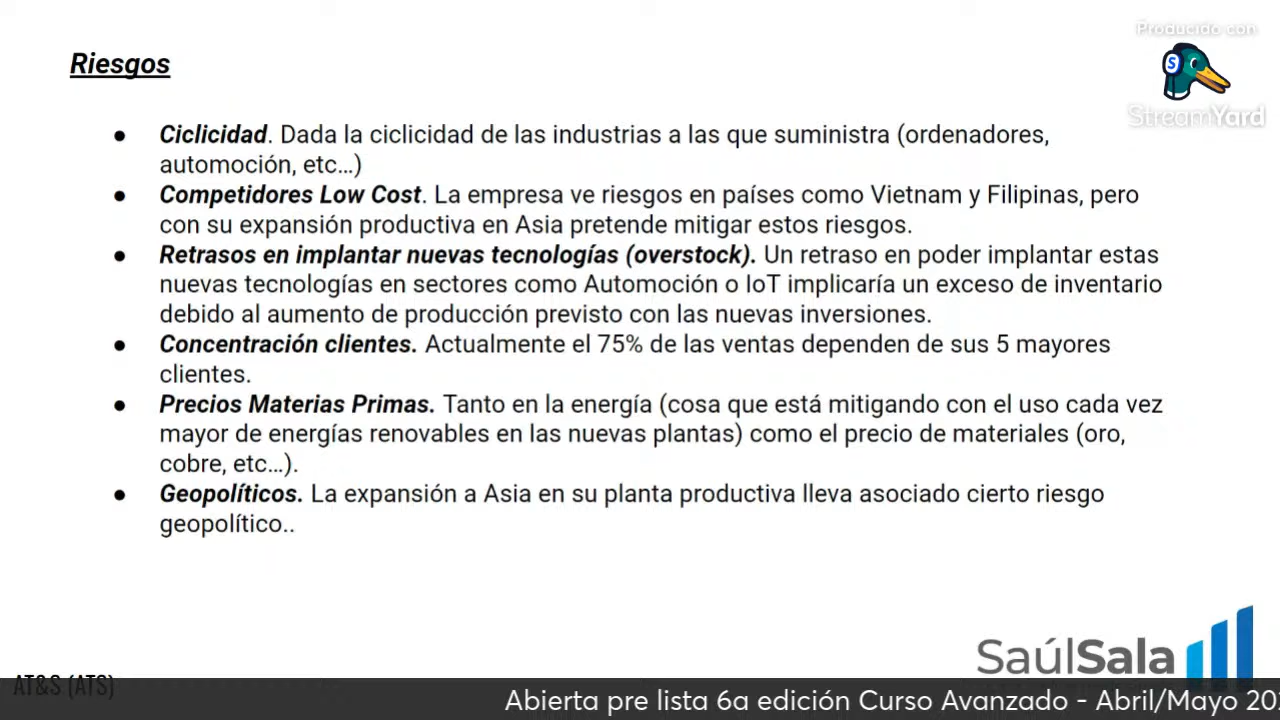 Producido con
StreamYard
Riesgos
● Ciclicidad. Dada la ciclicidad de las industrias a las que suministra (ordenadores,
automoción, etc…)
● Competidores Low Cost. La empresa ve riesgos en países como Vietnam y Filipinas, pero
con su expansión productiva en Asia pretende mitigar estos riesgos.
● Retrasos en implantar nuevas tecnologías (overstock). Un retraso en poder implantar estas
nuevas tecnologías en sectores como Automoción o IoT implicaría un exceso de inventario
debido al aumento de producción previsto con las nuevas inversiones.
● Concentración clientes. Actualmente el 75% de las ventas dependen de sus 5 mayores
clientes.
● Precios Materias Primas. Tanto en la energía (cosa que está mitigando con el uso cada vez
mayor de energías renovables en las nuevas plantas) como el precio de materiales (oro,
cobre, etc…).
● Geopolíticos. La expansión a Asia en su planta productiva lleva asociado cierto riesgo
geopolítico..
SaúlSala
AT&S (ATS)
Abierta pre lista 6a edición Curso Avanzado - Abril/Mayo